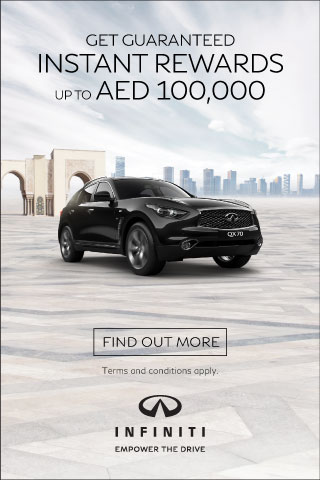 GET GUARANTEED
INSTANT REWARDS
UP TO AED 100,000
QX70
FIND OUT MORE
Terms and conditions apply.
INFINITI
EMPOWER THE DRIVE